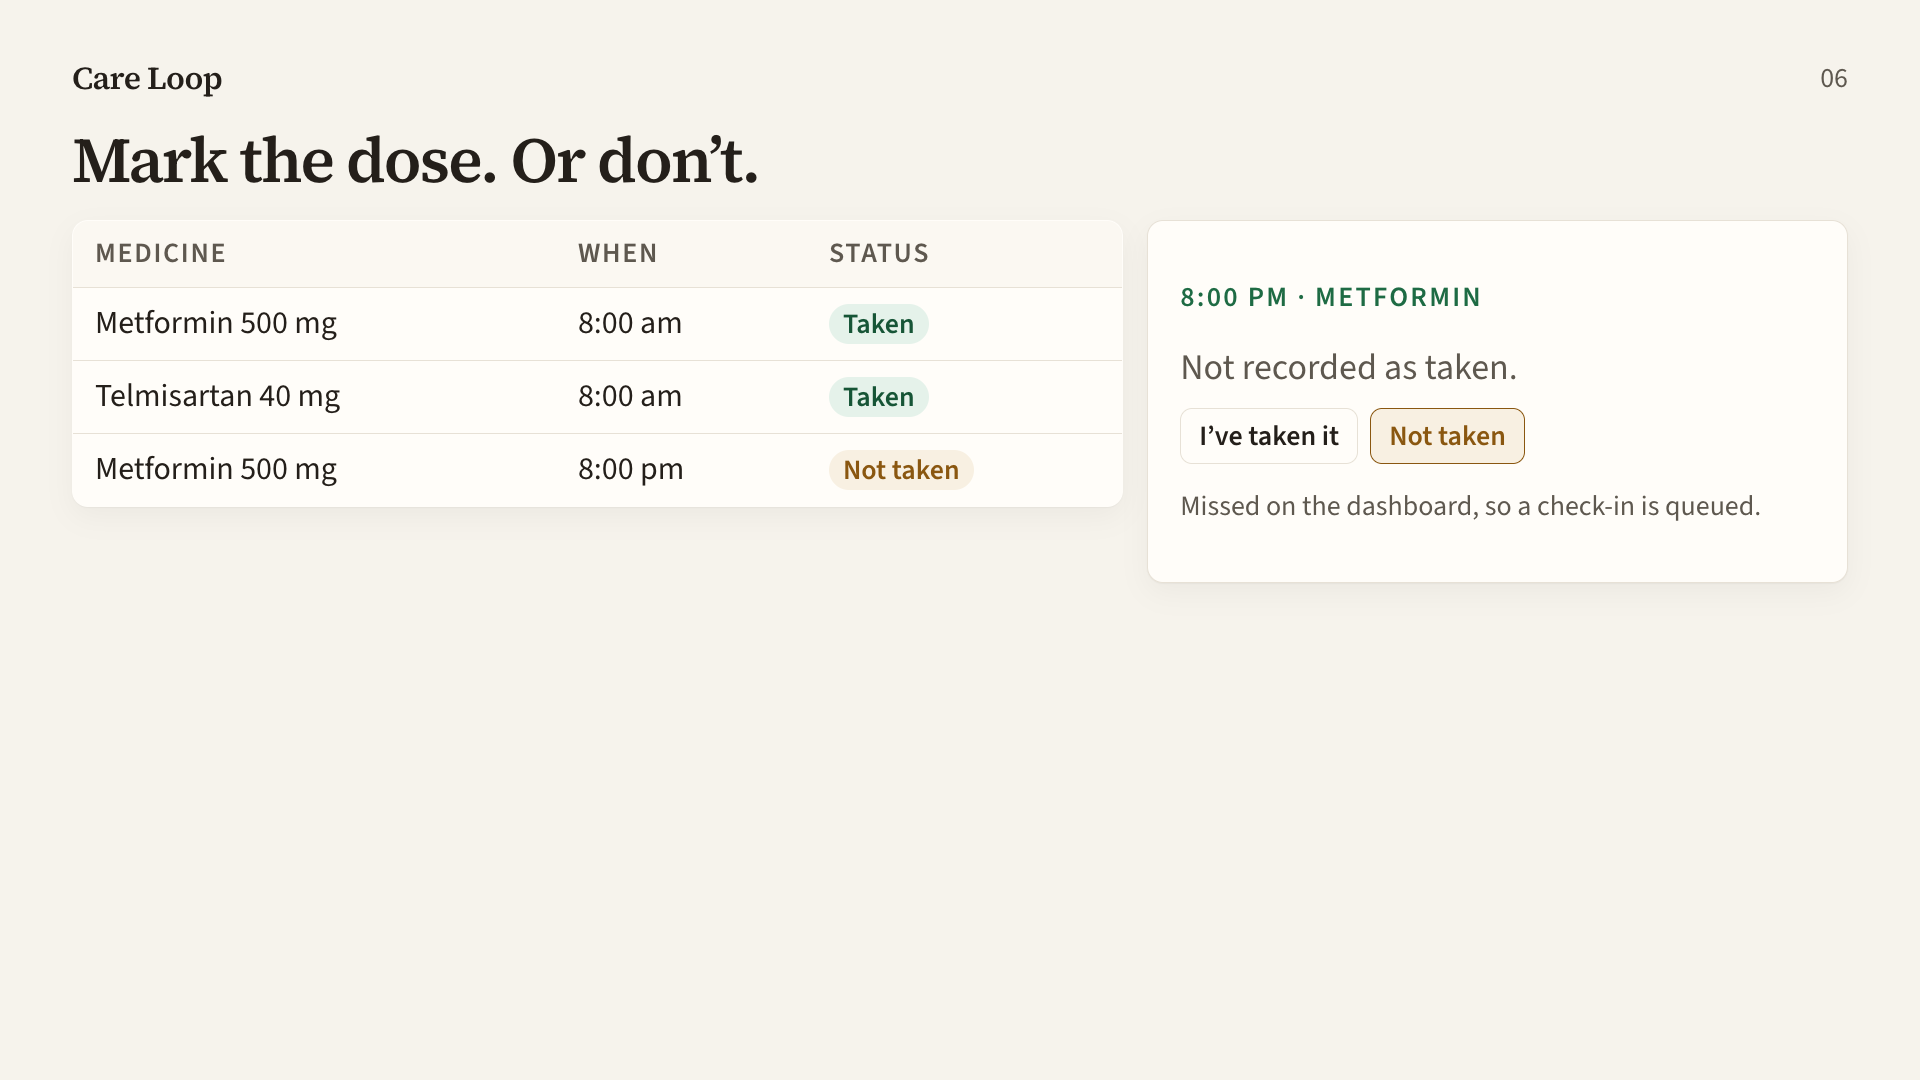 Care Loop
06
Mark the dose. Or don’t.
MEDICINE WHEN STATUS
Metformin 500 mg 8:00 am Taken
Telmisartan 40 mg 8:00 am Taken
Metformin 500 mg 8:00 pm Not taken
8:00 PM · METFORMIN
Not recorded as taken.
I’ve taken it Not taken
Missed on the dashboard, so a check-in is queued.